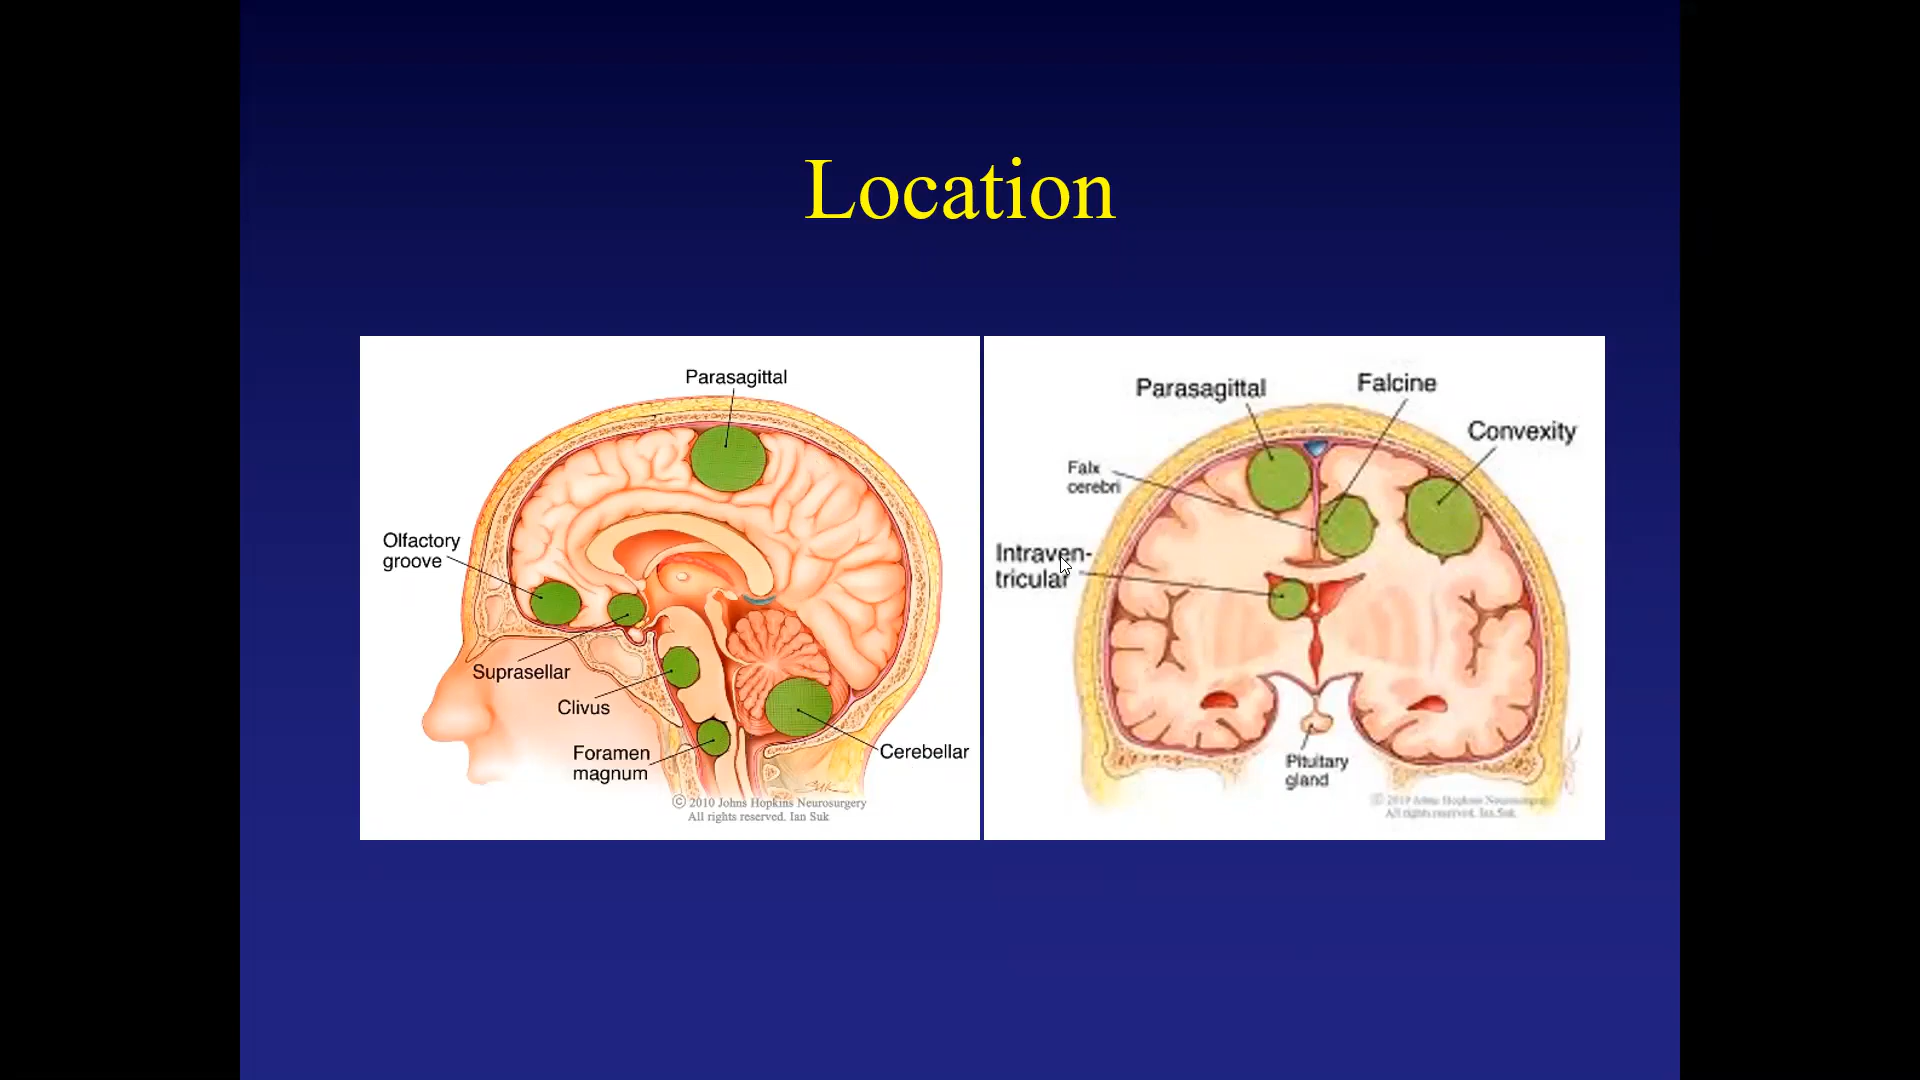 Location
Parasagittal
Olfactory
groove
Suprasellar
Clivus
Foramen
magnum
Cerebellar
© 2010 Johns Hopkins Neurosurgery
All rights reserved. Ian Suk
Parasagittal
Falcine
Convexity
Falx
cerebri
Intraven-
tricular
Pituitary
gland
© 2010 Johns Hopkins Neurosurgery
All rights reserved. Ian Suk